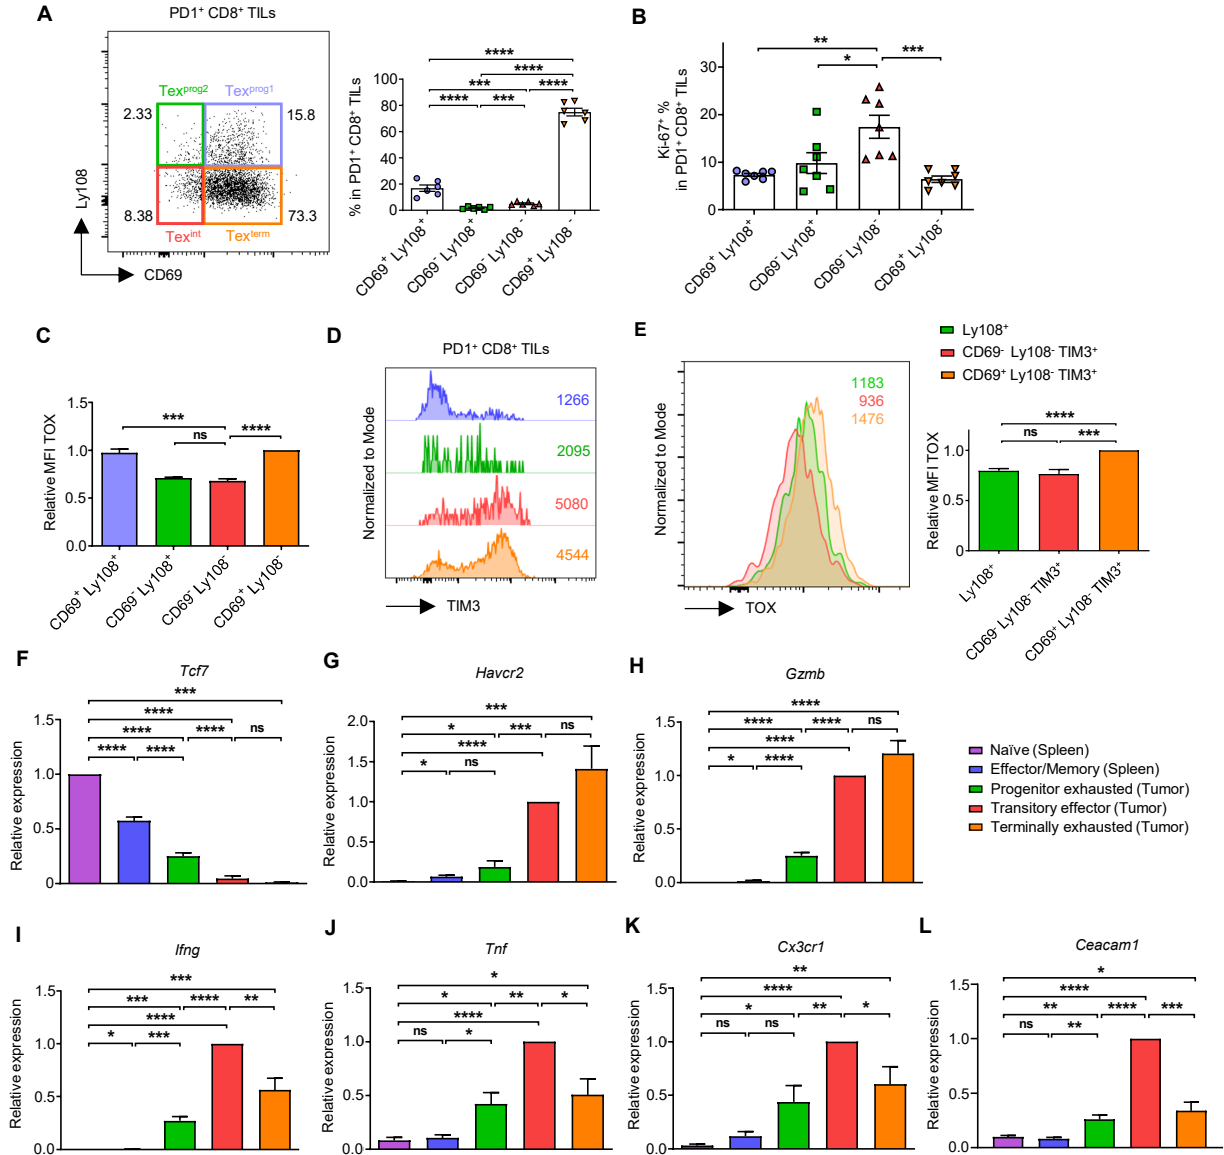 A
PD1⁺ CD8⁺ TILs
Texᵖʳᵒᵍ² Texᵖʳᵒᵍ¹
2.33 15.8
8.38 73.3
Texⁱⁿᵗ Texᵗᵉʳᵐ
Ly108
CD69
% in PD1⁺ CD8⁺ TILs
100
80
60
40
20
0
****
****
*** ****
**** ***
CD69⁺ Ly108⁺
CD69⁻ Ly108⁺
CD69⁻ Ly108⁻
CD69⁺ Ly108⁻
B
Ki-67⁺ %
in PD1⁺ CD8⁺ TILs
30
20
10
0
** ***
*
CD69⁺ Ly108⁺
CD69⁻ Ly108⁺
CD69⁻ Ly108⁻
CD69⁺ Ly108⁻
C
Relative MFI TOX
1.5
1.0
0.5
0.0
***
ns ****
CD69⁺ Ly108⁺
CD69⁻ Ly108⁺
CD69⁻ Ly108⁻
CD69⁺ Ly108⁻
D
PD1⁺ CD8⁺ TILs
Normalized to Mode
1266
2095
5080
4544
TIM3
E
Normalized to Mode
1183
936
1476
TOX
Ly108⁺
CD69⁻ Ly108⁻ TIM3⁺
CD69⁺ Ly108⁻ TIM3⁺
Relative MFI TOX
1.0
0.5
0
****
ns ***
Ly108⁺
CD69⁻ Ly108⁻ TIM3⁺
CD69⁺ Ly108⁻ TIM3⁺
F
Tcf7
Relative expression
1.5
1.0
0.5
0
***
****
**** **** ns
**** ****
G
Havcr2
Relative expression
2.0
1.5
1.0
0.5
0.0
***
* *** ns
****
* ns
H
Gzmb
Relative expression
1.5
1.0
0.5
0.0
****
**** **** ns
****
* ****
Naïve (Spleen)
Effector/Memory (Spleen)
Progenitor exhausted (Tumor)
Transitory effector (Tumor)
Terminally exhausted (Tumor)
I
Ifng
Relative expression
1.5
1.0
0.5
0.0
***
*** **** **
****
* ***
J
Tnf
Relative expression
1.5
1.0
0.5
0.0
*
* ** *
****
ns *
K
Cx3cr1
Relative expression
1.5
1.0
0.5
0.0
**
****
* ** *
ns ns
L
Ceacam1
Relative expression
1.5
1.0
0.5
0.0
*
****
** **** ***
ns **